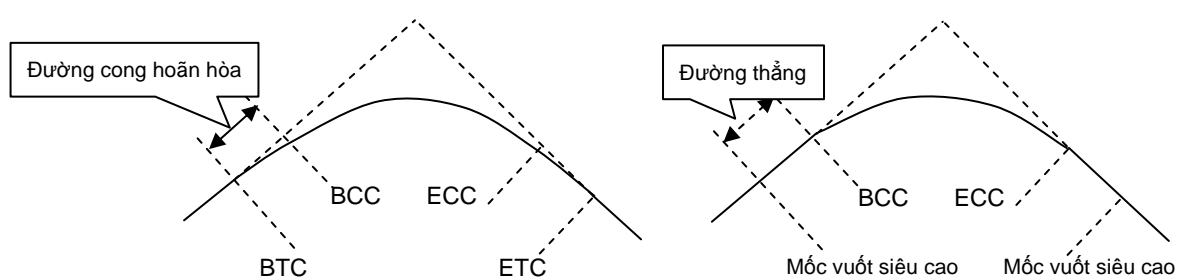 Đường cong hoãn hòa
BCC
ECC
BTC
ETC
Đường thẳng
BCC
ECC
Mốc vuốt siêu cao
Mốc vuốt siêu cao